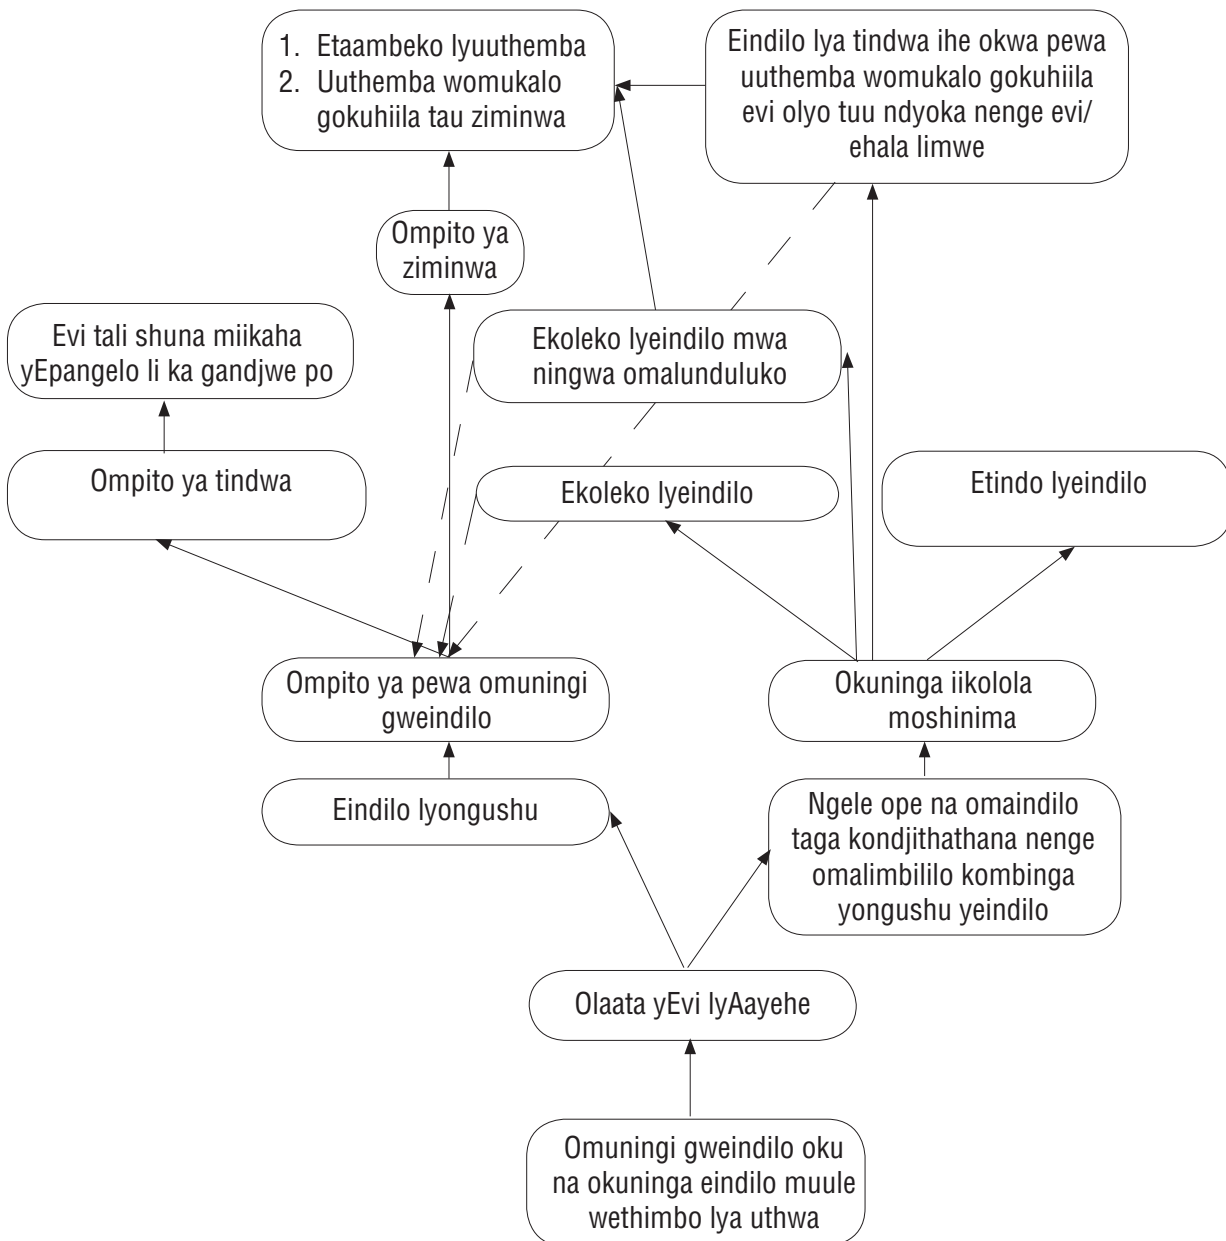 1. Etaambeko lyuuthemba
2. Uuthemba womukalo
gokuhiila tau ziminwa
Eindilo lya tindwa ihe okwa pewa
uuthemba womukalo gokuhiila
evi olyo tuu ndyoka nenge evi/
ehala limwe
Ompito ya
ziminwa
Evi tali shuna miikaha
yEpangelo li ka gandjwe po
Ekoleko lyeindilo mwa
ningwa omalunduluko
Ompito ya tindwa
Ekoleko lyeindilo
Etindo lyeindilo
Ompito ya pewa omuningi
gweindilo
Okuninga iikolola
moshinima
Eindilo lyongushu
Ngele ope na omaindilo
taga kondjithathana nenge
omalimbililo kombinga
yongushu yeindilo
Olaata yEvi lyAayehe
Omuningi gweindilo oku
na okuninga eindilo muule
wethimbo lya uthwa